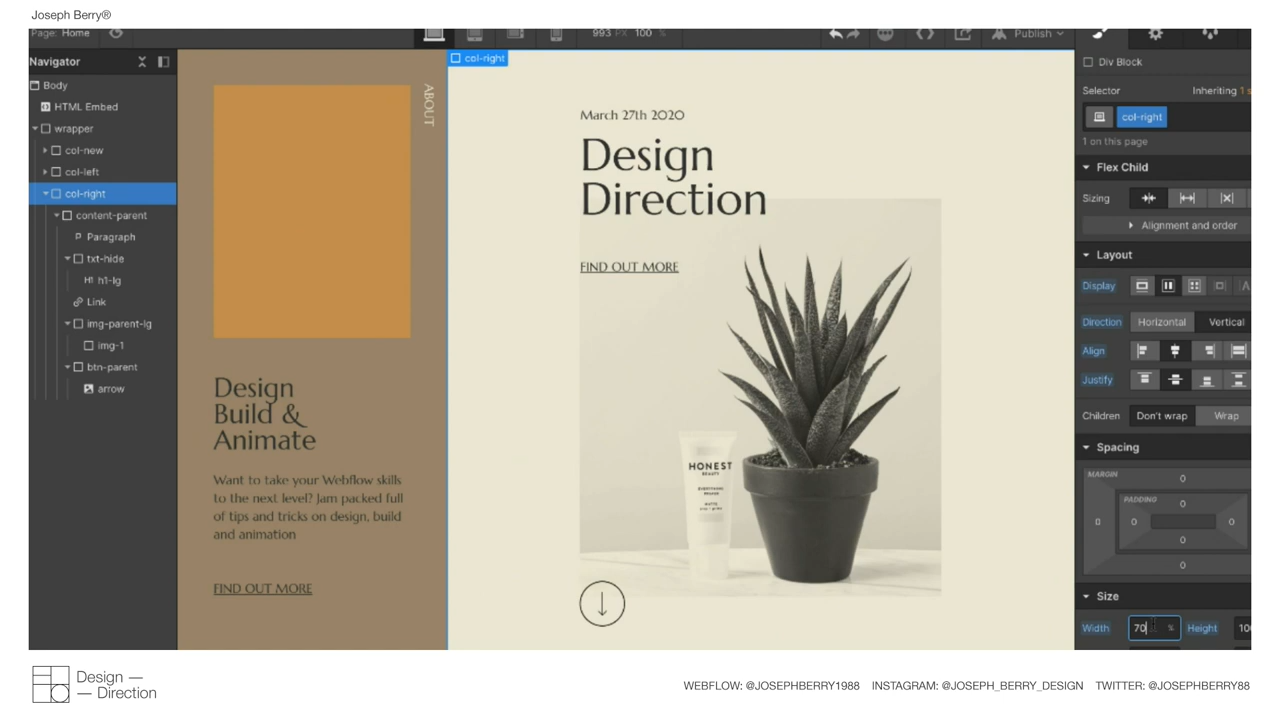 Joseph Berry®
Page: Home
993 PX 100 %
Publish
Navigator
Body
HTML Embed
wrapper
col-new
col-left
col-right
content-parent
Paragraph
txt-hide
H1 h1-lg
Link
img-parent-lg
img-1
btn-parent
arrow
ABOUT
Design
Build &
Animate
Want to take your Webflow skills
to the next level? Jam packed full
of tips and tricks on design, build
and animation
FIND OUT MORE
col-right
March 27th 2020
Design
Direction
FIND OUT MORE
HONEST
BEAUTY
Div Block
Selector Inheriting 1
col-right
1 on this page
Flex Child
Sizing
Alignment and order
Layout
Display
Direction Horizontal Vertical
Align
Justify
Children Don't wrap Wrap
Spacing
MARGIN
0
PADDING
0
0 0 0 0
0
0
Size
Width 70 % Height 10
Design —
— Direction
WEBFLOW: @JOSEPHBERRY1988 INSTAGRAM: @JOSEPH_BERRY_DESIGN TWITTER: @JOSEPHBERRY88